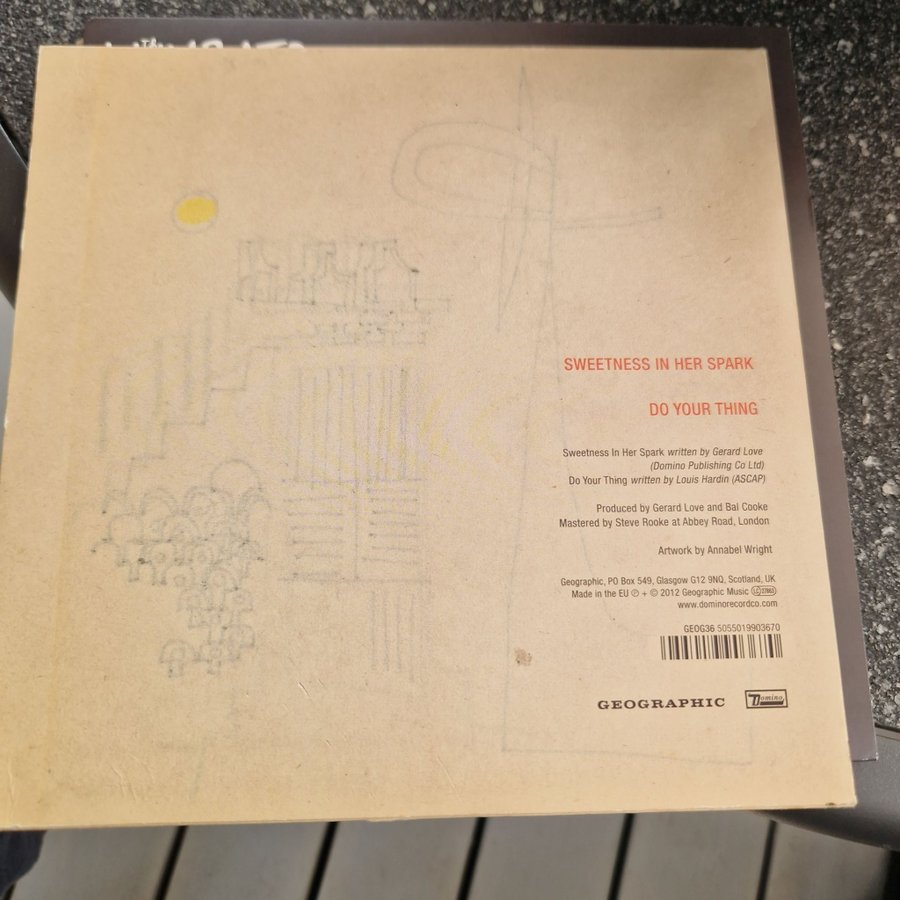 SWEETNESS IN HER SPARK
DO YOUR THING
Sweetness In Her Spark written by Gerard Love
(Domino Publishing Co Ltd)
Do Your Thing written by Louis Hardin (ASCAP)
Produced by Gerard Love and Bal Cooke
Mastered by Steve Rooke at Abbey Road, London
Artwork by Annabel Wright
Geographic, PO Box 549, Glasgow G12 9NQ, Scotland, UK
Made in the EU ℗ + © 2012 Geographic Music LC 27663
www.dominorecordco.com
GEOG36 5055019903670
GEOGRAPHIC Domino